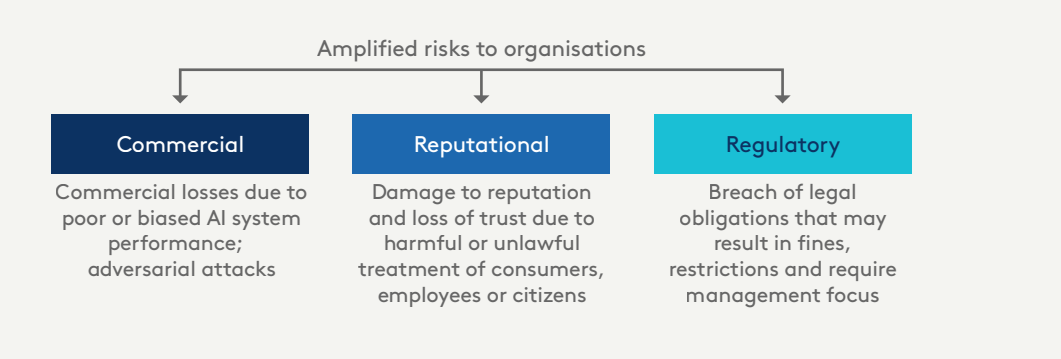 Amplified risks to organisations
Commercial
Commercial losses due to
poor or biased AI system
performance;
adversarial attacks
Reputational
Damage to reputation
and loss of trust due to
harmful or unlawful
treatment of consumers,
employees or citizens
Regulatory
Breach of legal
obligations that may
result in fines,
restrictions and require
management focus